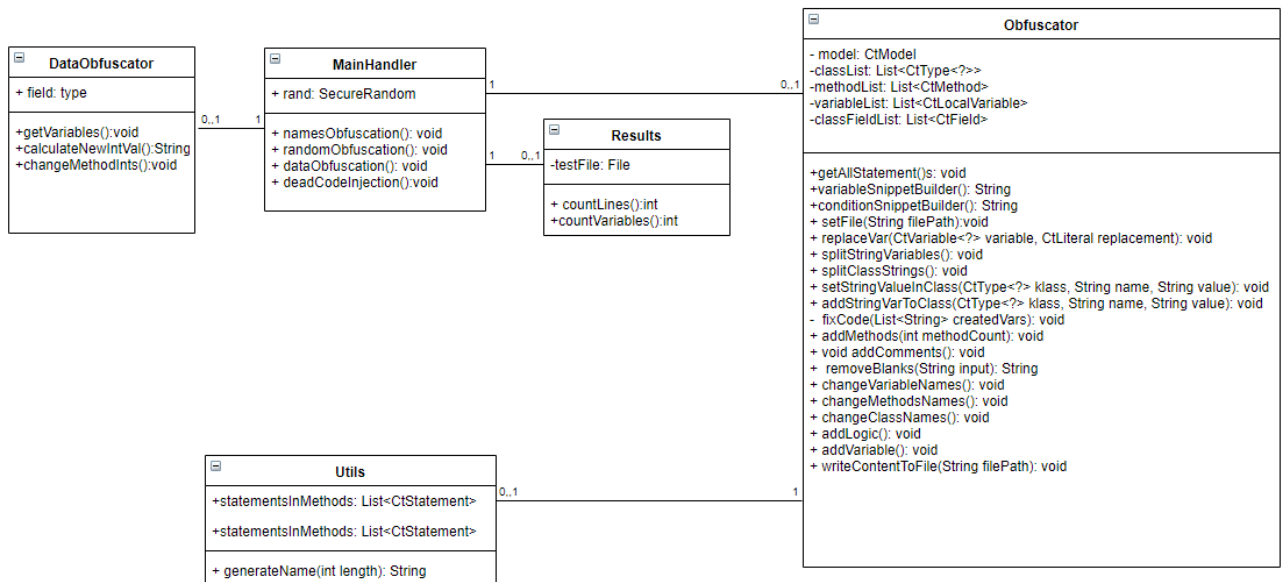 DataObfuscator
+ field: type
+getVariables():void
+calculateNewIntVal():String
+changeMethodInts():void
0,,1
1
MainHandler
+ rand: SecureRandom
+ namesObfuscation(): void
+ randomObfuscation(): void
+ dataObfuscation(): void
+ deadCodeInjection():void
1
0,,1
1
0,,1
Results
-testFile: File
+ countLines():int
+countVariables():int
Obfuscator
- model: CtModel
-classList: List<CtType<?>>
-methodList: List<CtMethod>
-variableList: List<CtLocalVariable>
-classFieldList: List<CtField>
+getAllStatement()s: void
+variableSnippetBuilder(): String
+conditionSnippetBuilder(): String
+ setFile(String filePath):void
+ replaceVar(CtVariable<?> variable, CtLiteral replacement): void
+ splitStringVariables(): void
+ splitClassStrings(): void
+ setStringValueInClass(CtType<?> klass, String name, String value): void
+ addStringVarToClass(CtType<?> klass, String name, String value): void
- fixCode(List<String> createdVars): void
+ addMethods(int methodCount): void
+ void addComments(): void
+ removeBlanks(String input): String
+ changeVariableNames(): void
+ changeMethodsNames(): void
+ changeClassNames(): void
+ addLogic(): void
+ addVariable(): void
+ writeContentToFile(String filePath): void
Utils
+statementsInMethods: List<CtStatement>
+statementsInMethods: List<CtStatement>
+ generateName(int length): String
0,,1
1